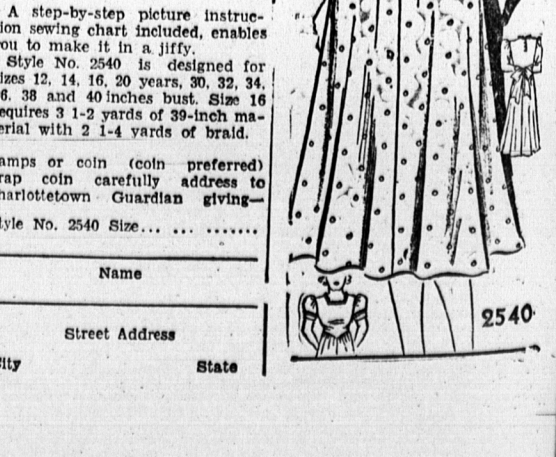 A step-by-step picture instruc-
ion sewing chart included, enables
ou to make it in a jiffy.
Style No. 2540 is designed for
izes 12, 14, 16, 20 years, 30, 32, 34,
6, 38 and 40 inches bust. Size 16
equires 3 1-2 yards of 39-inch ma-
erial with 2 1-4 yards of braid.
amps or coin (coin preferred)
rap coin carefully address to
harlottetown Guardian giving—
tyle No. 2540 Size... ... .......
Name
Street Address
ity State
2540